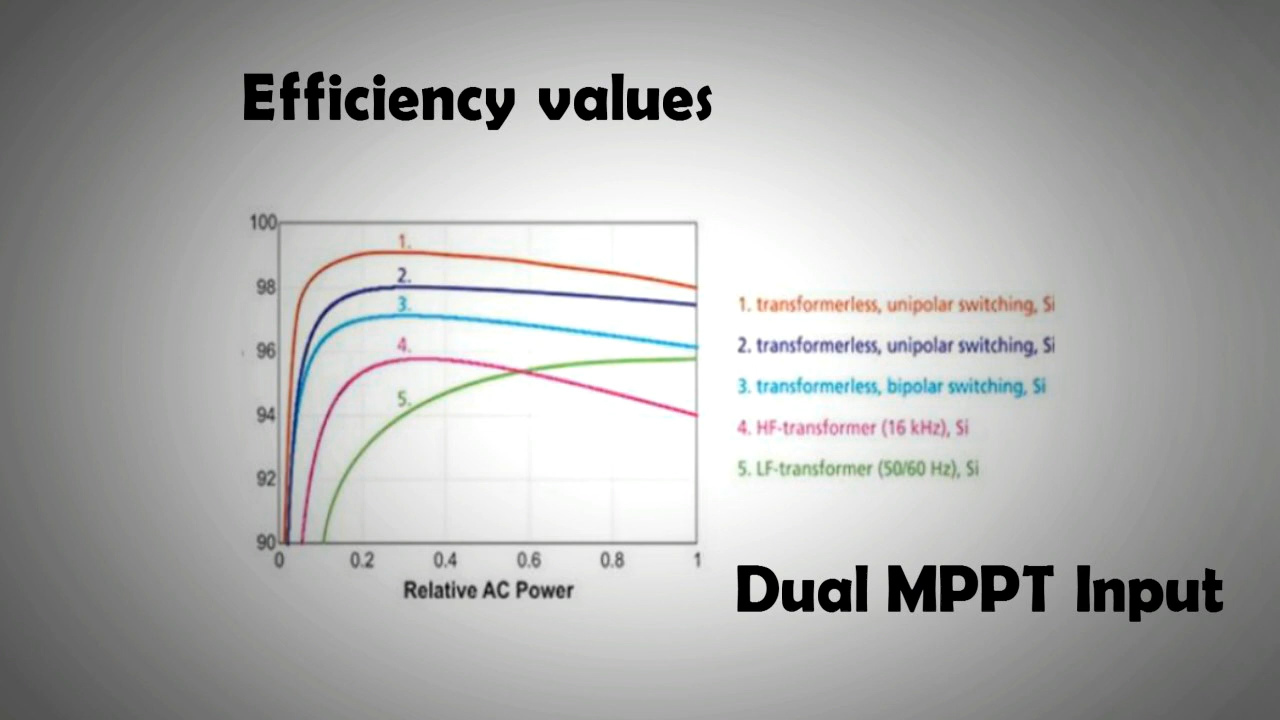 Efficiency values
100
98
96
94
92
90
0 0.2 0.4 0.6 0.8 1
Relative AC Power
1.
2.
3.
4.
5.
1. transformerless, unipolar switching, Si
2. transformerless, unipolar switching, Si
3. transformerless, bipolar switching, Si
4. HF-transformer (16 kHz), Si
5. LF-transformer (50/60 Hz), Si
Dual MPPT Input